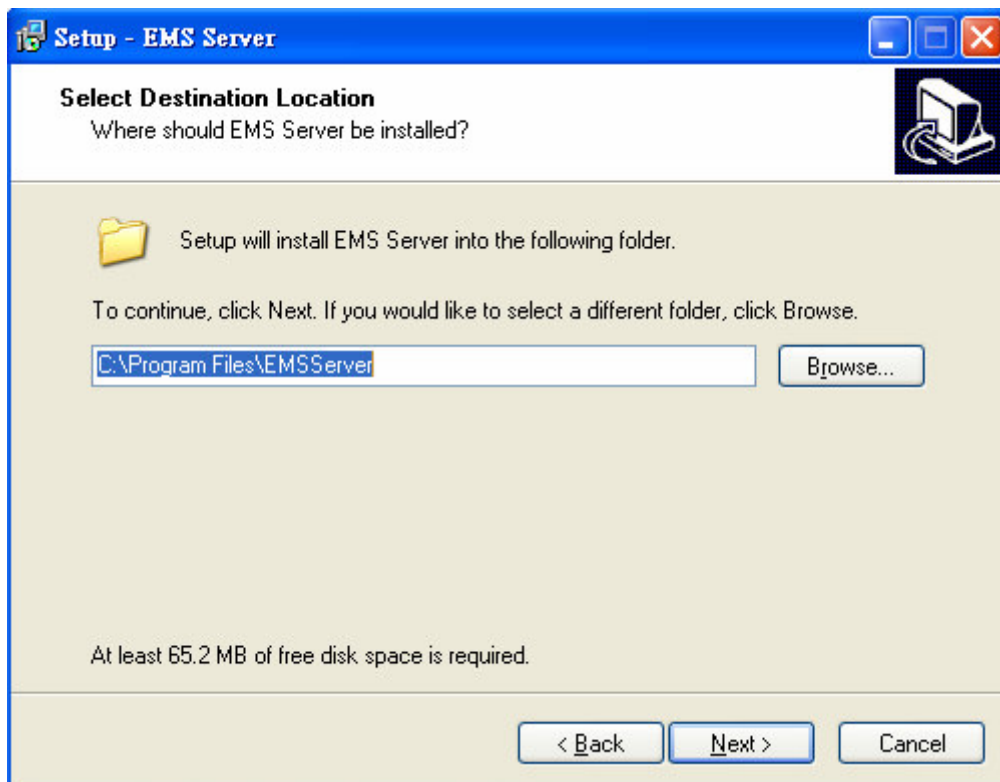 Setup - EMS Server
Select Destination Location
Where should EMS Server be installed?
Setup will install EMS Server into the following folder.
To continue, click Next. If you would like to select a different folder, click Browse.
C:\Program Files\EMSServer
Browse...
At least 65.2 MB of free disk space is required.
< Back Next > Cancel